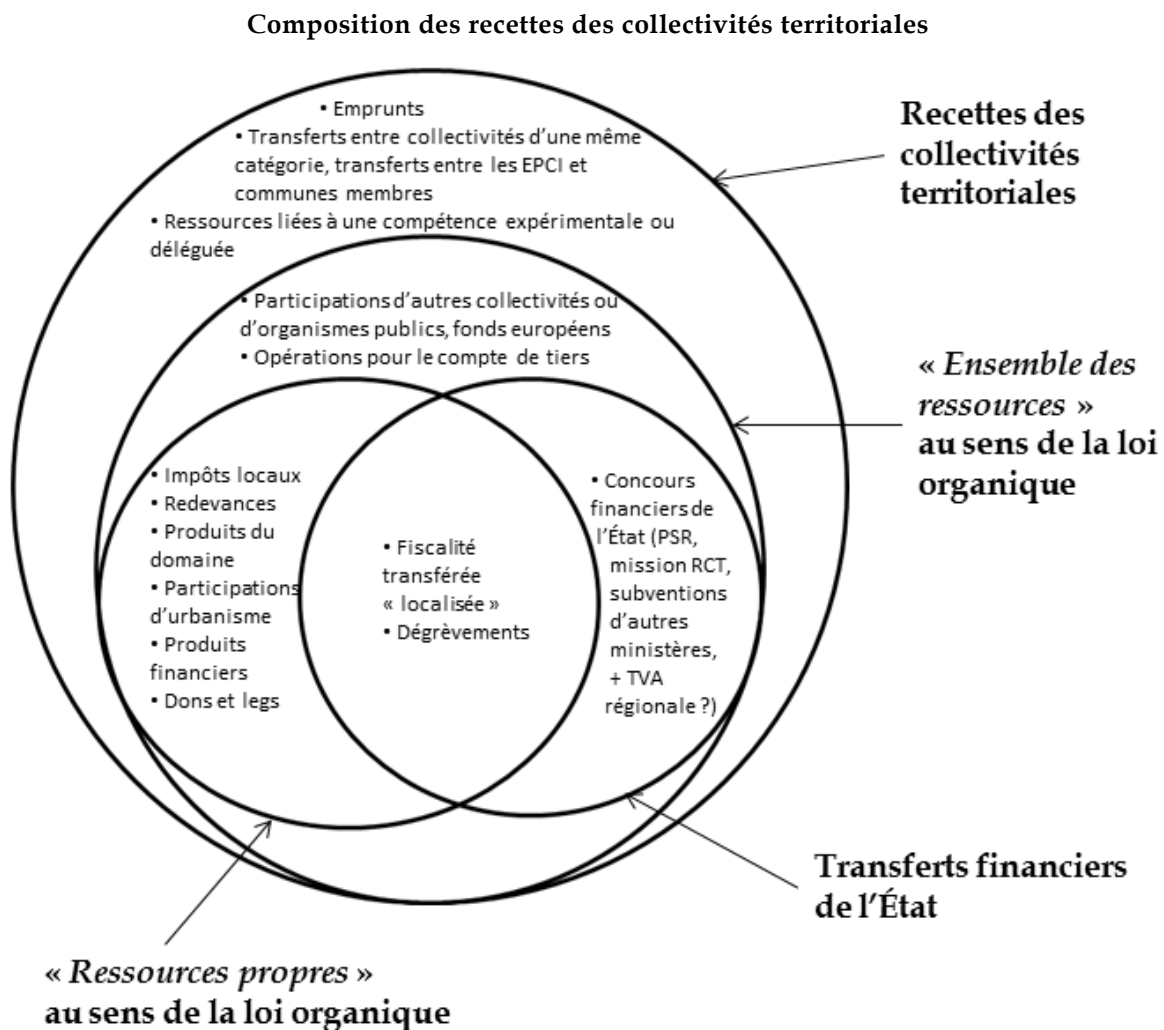 Composition des recettes des collectivités territoriales
• Emprunts
• Transferts entre collectivités d'une même
catégorie, transferts entre les EPCI et
communes membres
• Ressources liées à une compétence expérimentale ou
déléguée
Recettes des
collectivités
territoriales
• Participations d'autres collectivités ou
d'organismes publics, fonds européens
• Opérations pour le compte de tiers
« Ensemble des
ressources »
au sens de la loi
organique
• Impôts locaux
• Redevances
• Produits du
domaine
• Participations
d'urbanisme
• Produits
financiers
• Dons et legs
• Fiscalité
transférée
« localisée »
• Dégrèvements
• Concours
financiers de
l'État (PSR,
mission RCT,
subventions
d'autres
ministères,
+ TVA
régionale ?)
Transferts financiers
de l'État
« Ressources propres »
au sens de la loi organique